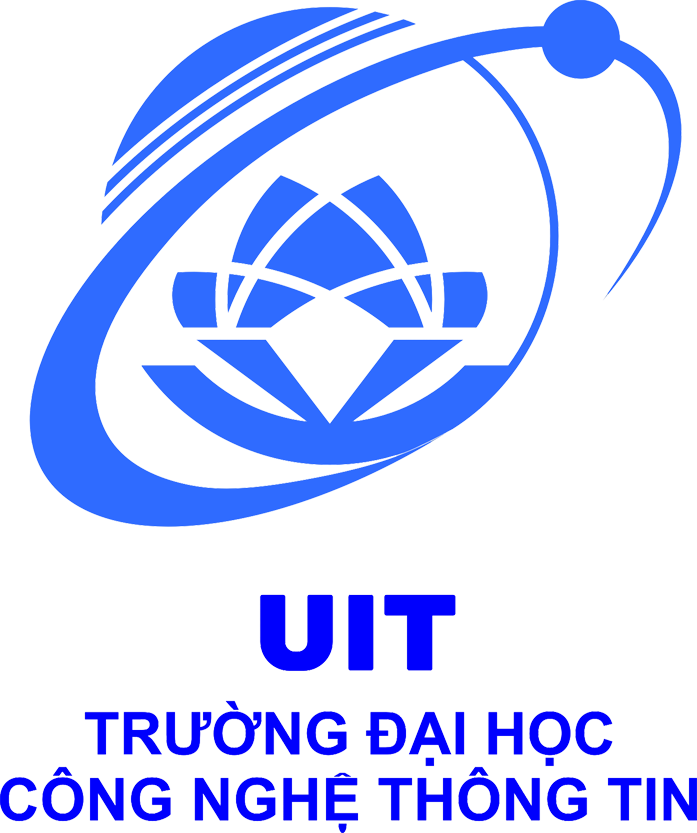 UIT
TRƯỜNG ĐẠI HỌC
CÔNG NGHỆ THÔNG TIN